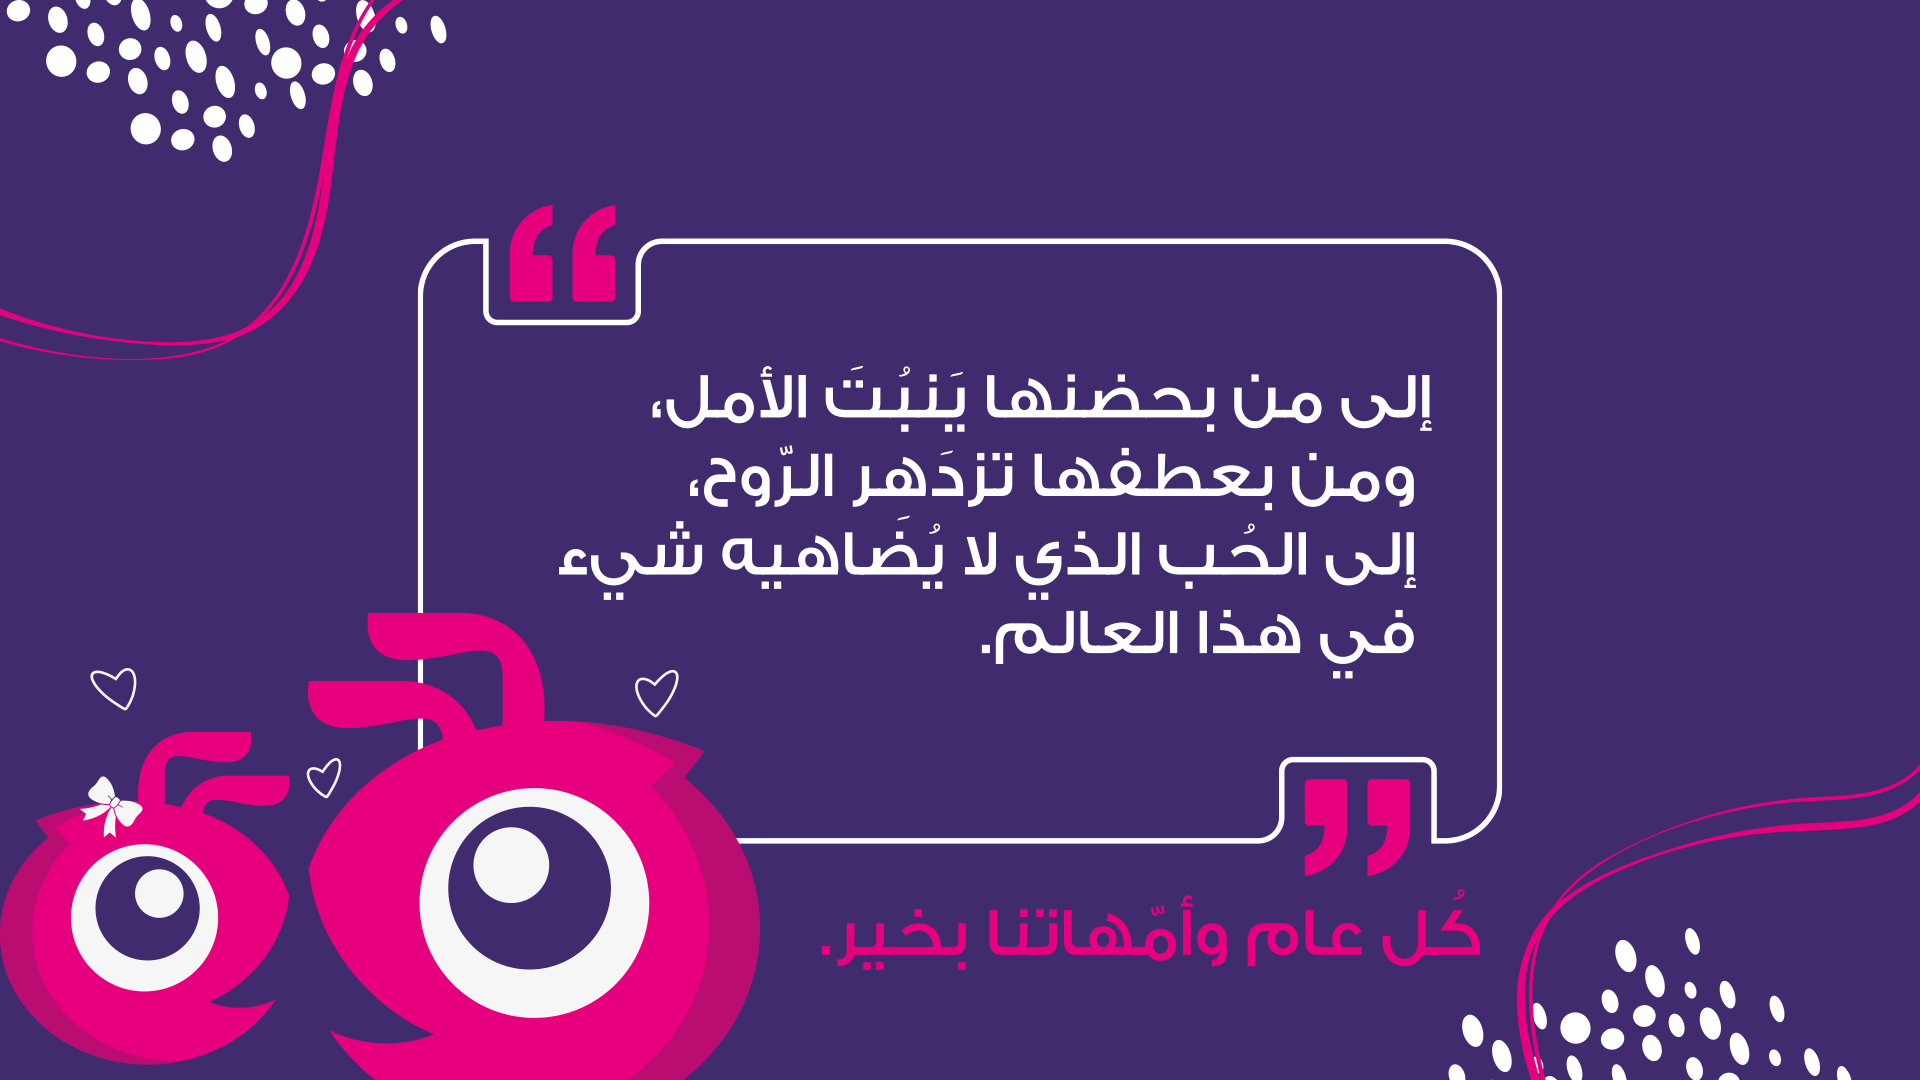 إلى من بحضنها يَنبُتَ الأمل،
ومن بعطفها تزدَهر الرّوح،
إلى الحُب الذي لا يُضَاهيه شيء
في هذا العالم.
كُل عام وأمّهاتنا بخير.